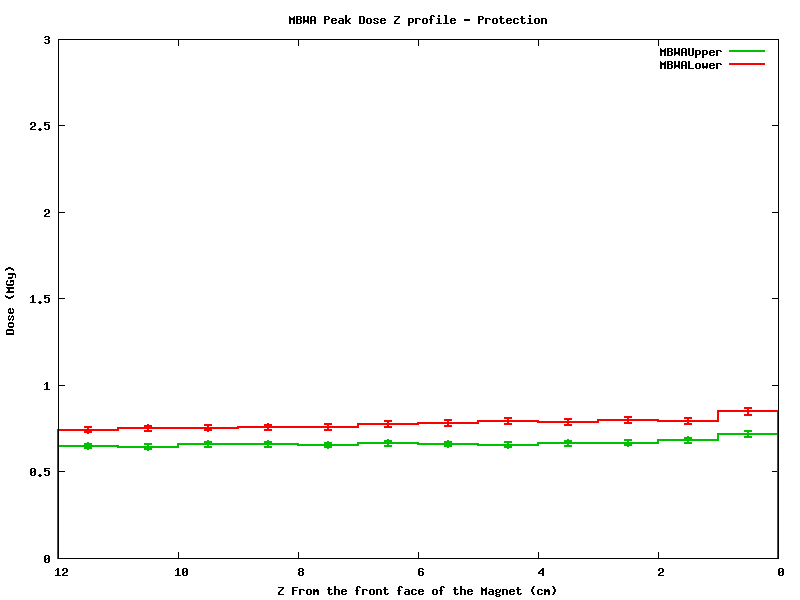 MBWA Peak Dose Z profile - Protection
MBWAUpper
MBWALower
3
2.5
2
1.5
1
0.5
0
Dose (MGy)
12 10 8 6 4 2 0
Z From the front face of the Magnet (cm)